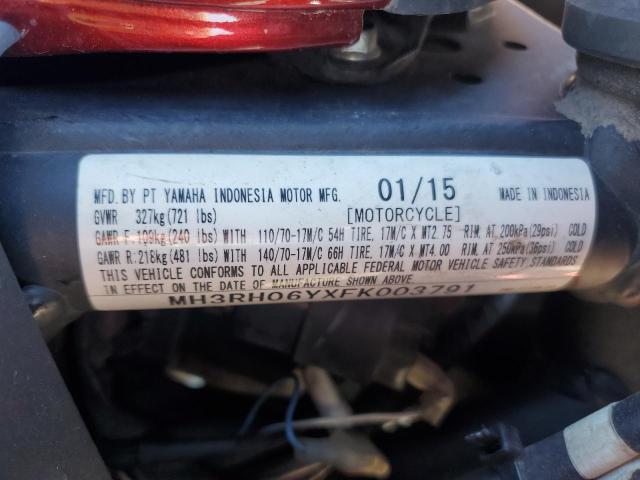 MFD. BY PT YAMAHA INDONESIA MOTOR MFG. 01/15 MADE IN INDONESIA
GVWR 327kg(721 lbs) [MOTORCYCLE]
GAWR F:109kg(240 lbs) WITH 110/70-17M/C 54H TIRE, 17M/C X MT2.75 RIM, AT 200kPa(29psi) COLD
GAWR R:218kg(481 lbs) WITH 140/70-17M/C 66H TIRE, 17M/C X MT4.00 RIM, AT 250kPa(36psi) COLD
THIS VEHICLE CONFORMS TO ALL APPLICABLE FEDERAL MOTOR VEHICLE SAFETY STANDARDS
IN EFFECT ON THE DATE OF MANUFACTURE SHOWN ABOVE.
MH3RH06YXFK003791